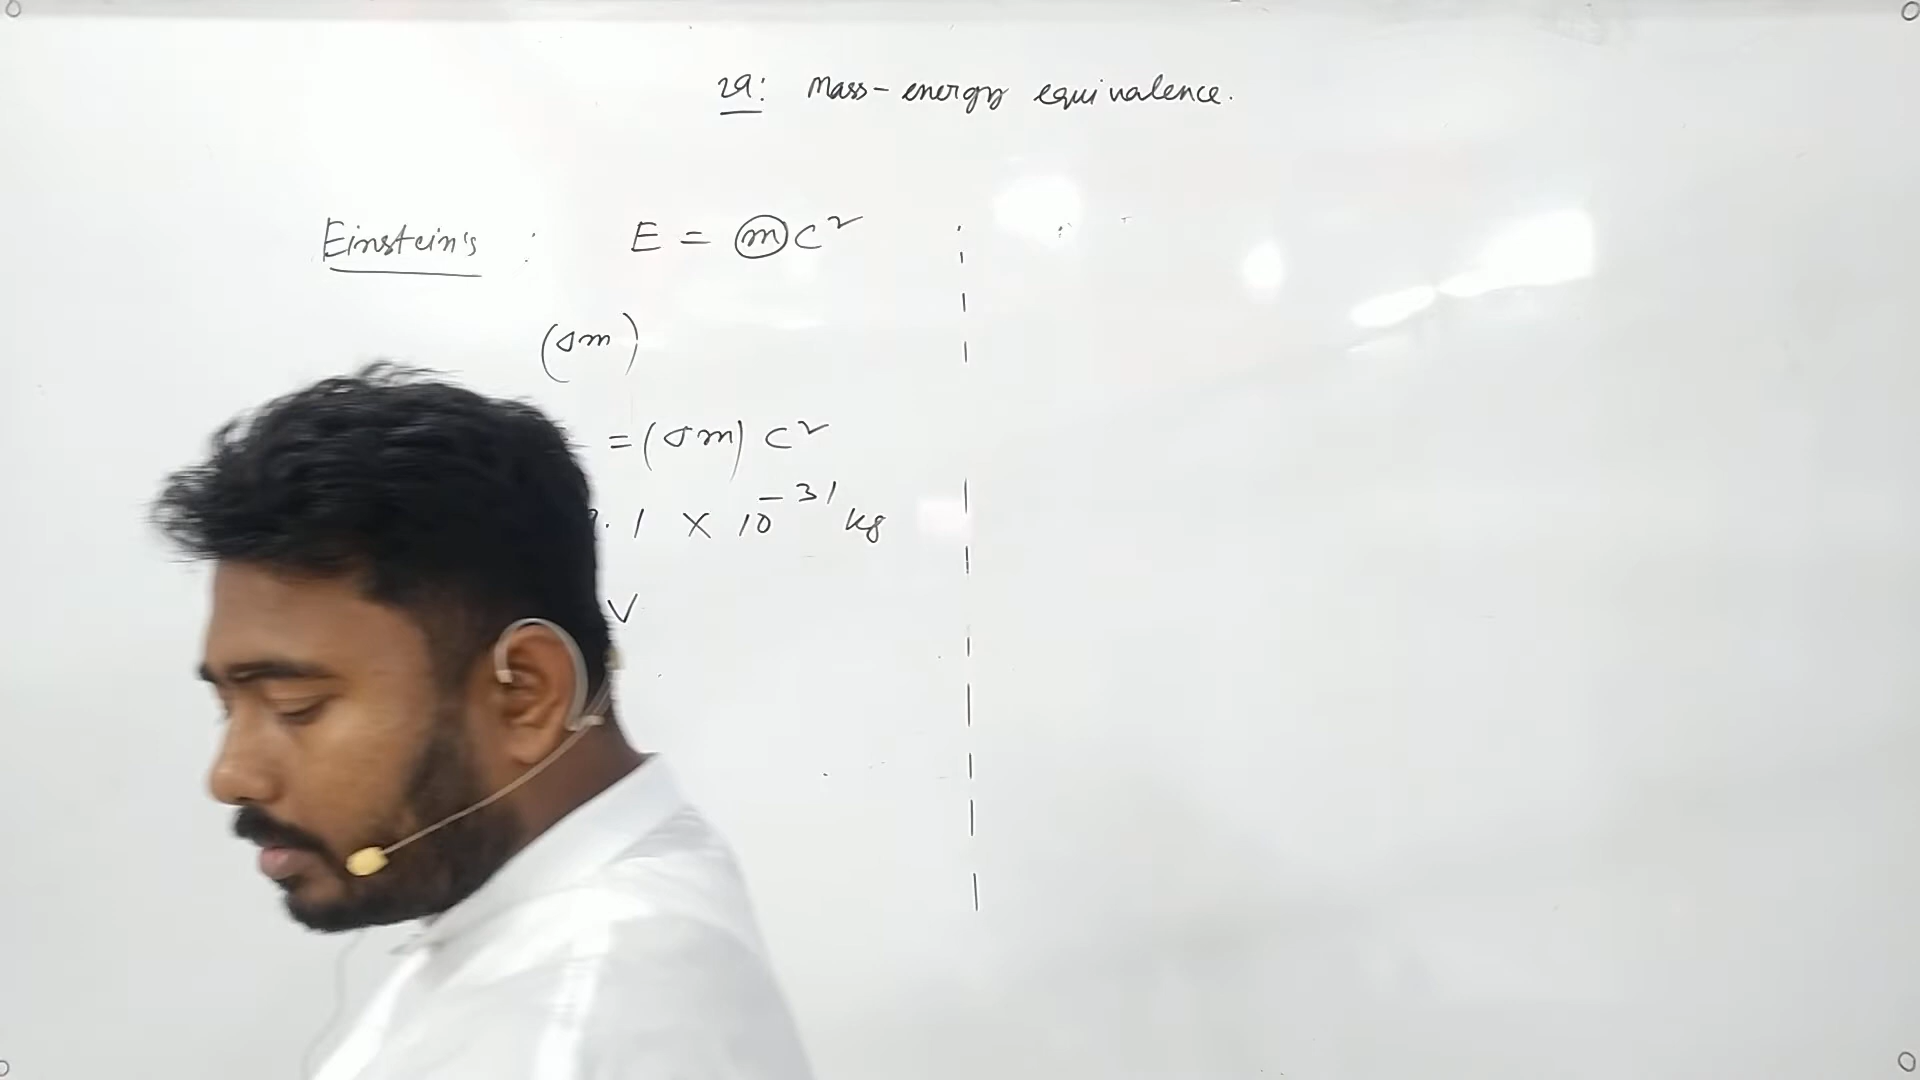 29: Mass-energy equivalence.
Einstein's : E = mc²
(Δm)
= (Δm) c²
.1 × 10⁻³¹ kg
V